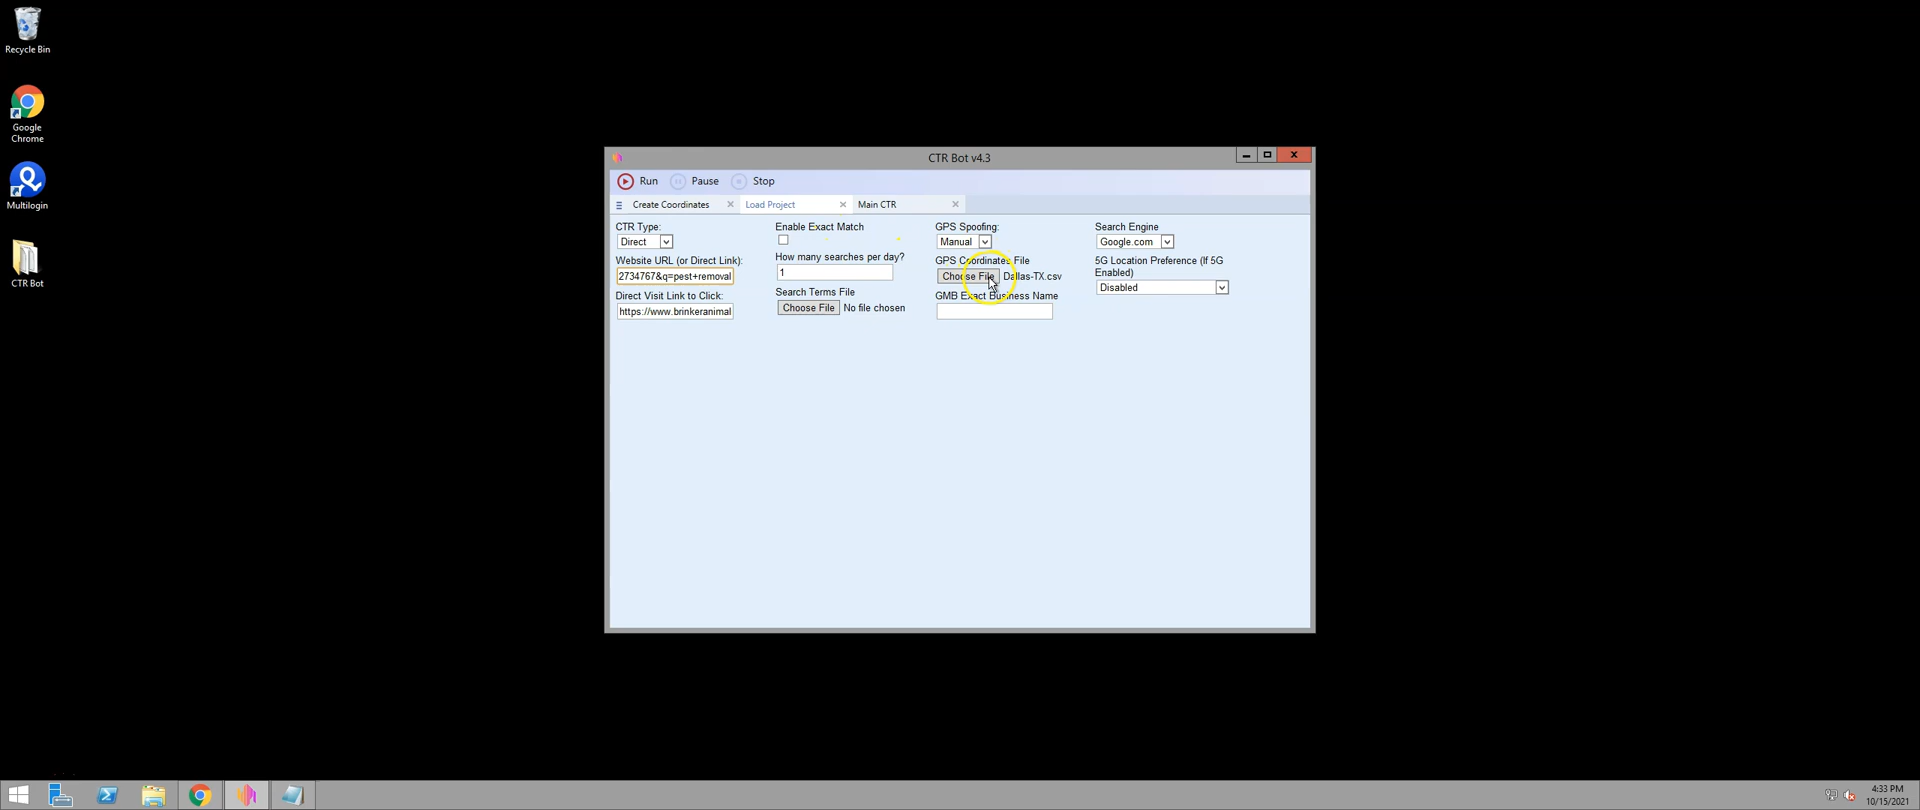 Recycle Bin
Google
Chrome
Multilogin
CTR Bot
CTR Bot v4.3
Run Pause Stop
Create Coordinates Load Project Main CTR
CTR Type:
Direct
Website URL (or Direct Link):
2734767&q=pest+removal
Direct Visit Link to Click:
https://www.brinkeranimal
Enable Exact Match
How many searches per day?
1
Search Terms File
Choose File No file chosen
GPS Spoofing:
Manual
GPS Coordinates File
Choose File Dallas-TX.csv
GMB Exact Business Name
Search Engine
Google.com
5G Location Preference (If 5G
Enabled)
Disabled
4:33 PM
10/15/2021